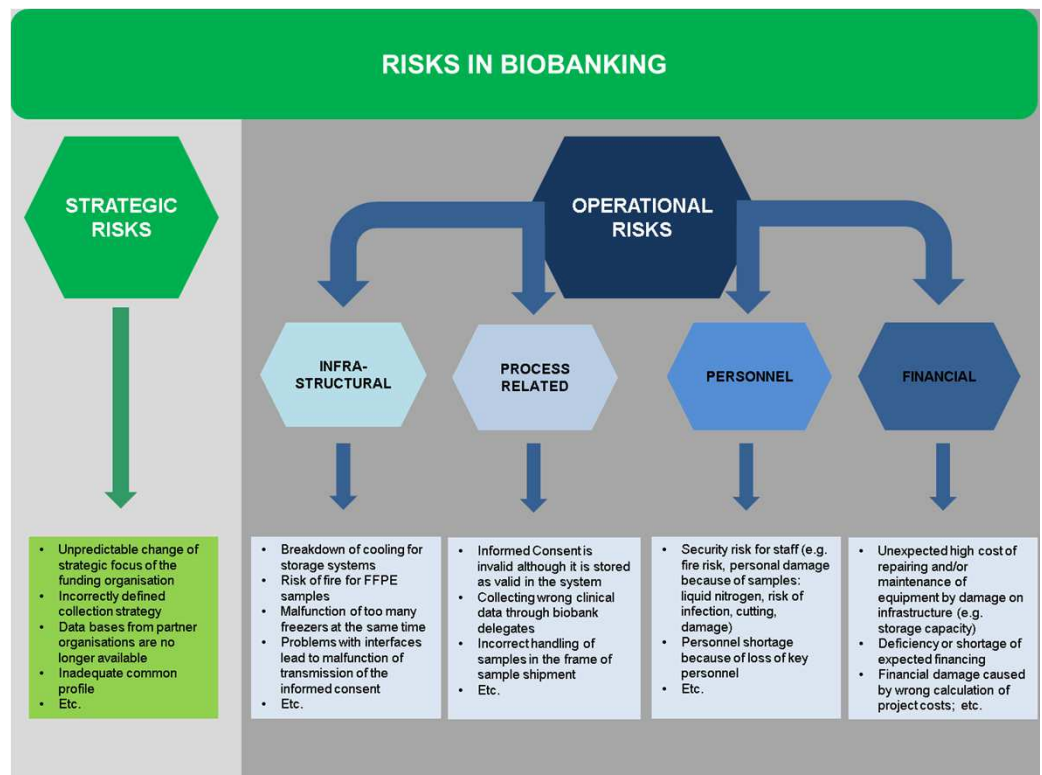 RISKS IN BIOBANKING
STRATEGIC
RISKS
OPERATIONAL
RISKS
INFRA-
STRUCTURAL
PROCESS
RELATED
PERSONNEL
FINANCIAL
• Unpredictable change of
strategic focus of the
funding organisation
• Incorrectly defined
collection strategy
• Data bases from partner
organisations are no
longer available
• Inadequate common
profile
• Etc.
• Breakdown of cooling for
storage systems
• Risk of fire for FFPE
samples
• Malfunction of too many
freezers at the same time
• Problems with interfaces
lead to malfunction of
transmission of the
informed consent
• Etc.
• Informed Consent is
invalid although it is stored
as valid in the system
• Collecting wrong clinical
data through biobank
delegates
• Incorrect handling of
samples in the frame of
sample shipment
• Etc.
• Security risk for staff (e.g.
fire risk, personal damage
because of samples:
liquid nitrogen, risk of
infection, cutting,
damage)
• Personnel shortage
because of loss of key
personnel
• Etc.
• Unexpected high cost of
repairing and/or
maintenance of
equipment by damage on
infrastructure (e.g.
storage capacity)
• Deficiency or shortage of
expected financing
• Financial damage caused
by wrong calculation of
project costs; etc.